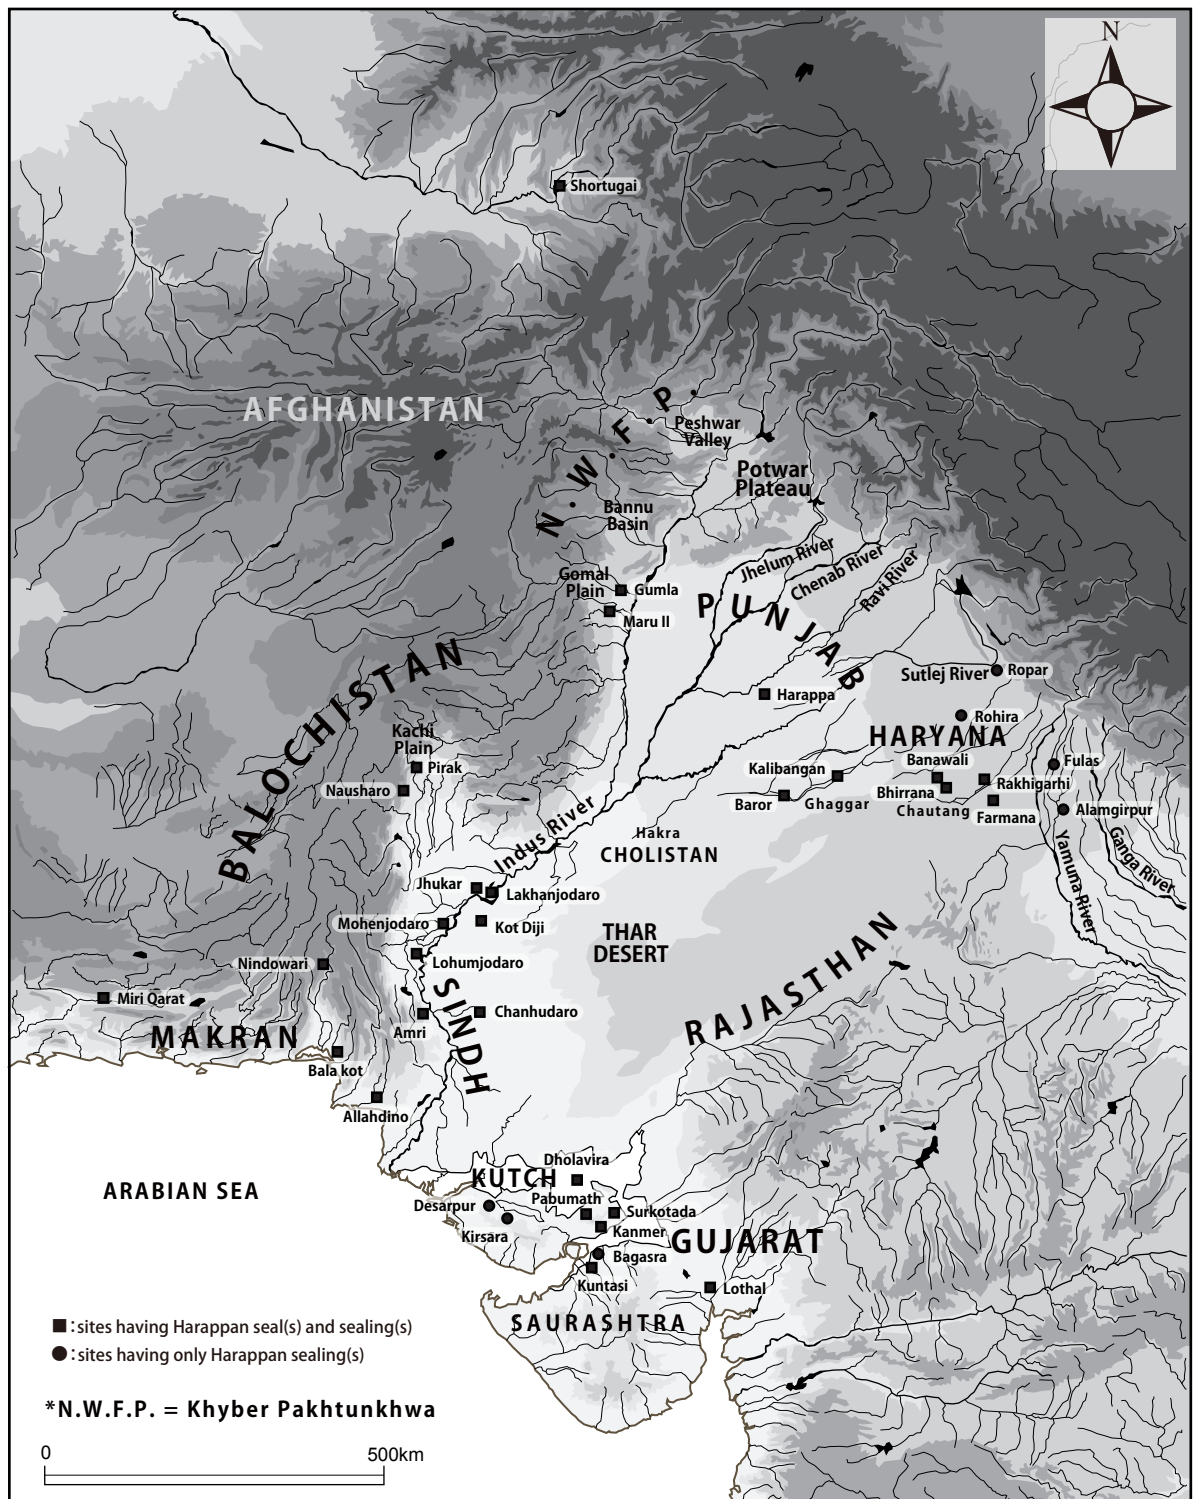 N
Shortugai
AFGHANISTAN
N . W . F . P .
Peshwar
Valley
Potwar
Plateau
Bannu
Basin
Jhelum River
Chenab River
Ravi River
Gomal
Plain
Gumla
Maru II
PUNJAB
Sutlej River
Ropar
Harappa
BALOCHISTAN
Rohira
HARYANA
Kachi
Plain
Pirak
Nausharo
Kalibangan
Banawali
Fulas
Baror
Ghaggar
Bhirrana
Rakhigarhi
Chautang
Farmana
Alamgirpur
Indus River
Hakra
CHOLISTAN
Yamuna River
Ganga River
Jhukar
Lakhanjodaro
Mohenjodaro
Kot Diji
THAR
DESERT
Lohumjodaro
Nindowari
RAJASTHAN
Miri Qarat
SINDH
Chanhudaro
Amri
MAKRAN
Bala kot
Allahdino
Dholavira
KUTCH
ARABIAN SEA
Pabumath
Desarpur
Surkotada
Kirsara
Kanmer
GUJARAT
Bagasra
Kuntasi
Lothal
SAURASHTRA
: sites having Harappan seal(s) and sealing(s)
: sites having only Harappan sealing(s)
*N.W.F.P. = Khyber Pakhtunkhwa
0 500km